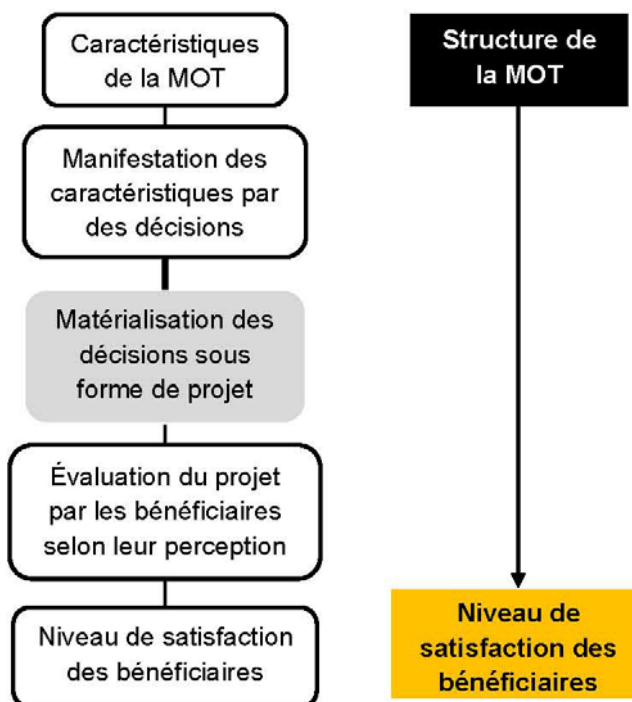 Caractéristiques
de la MOT
Manifestation des
caractéristiques par
des décisions
Matérialisation des
décisions sous
forme de projet
Évaluation du projet
par les bénéficiaires
selon leur perception
Niveau de satisfaction
des bénéficiaires
Structure de
la MOT
Niveau de
satisfaction des
bénéficiaires